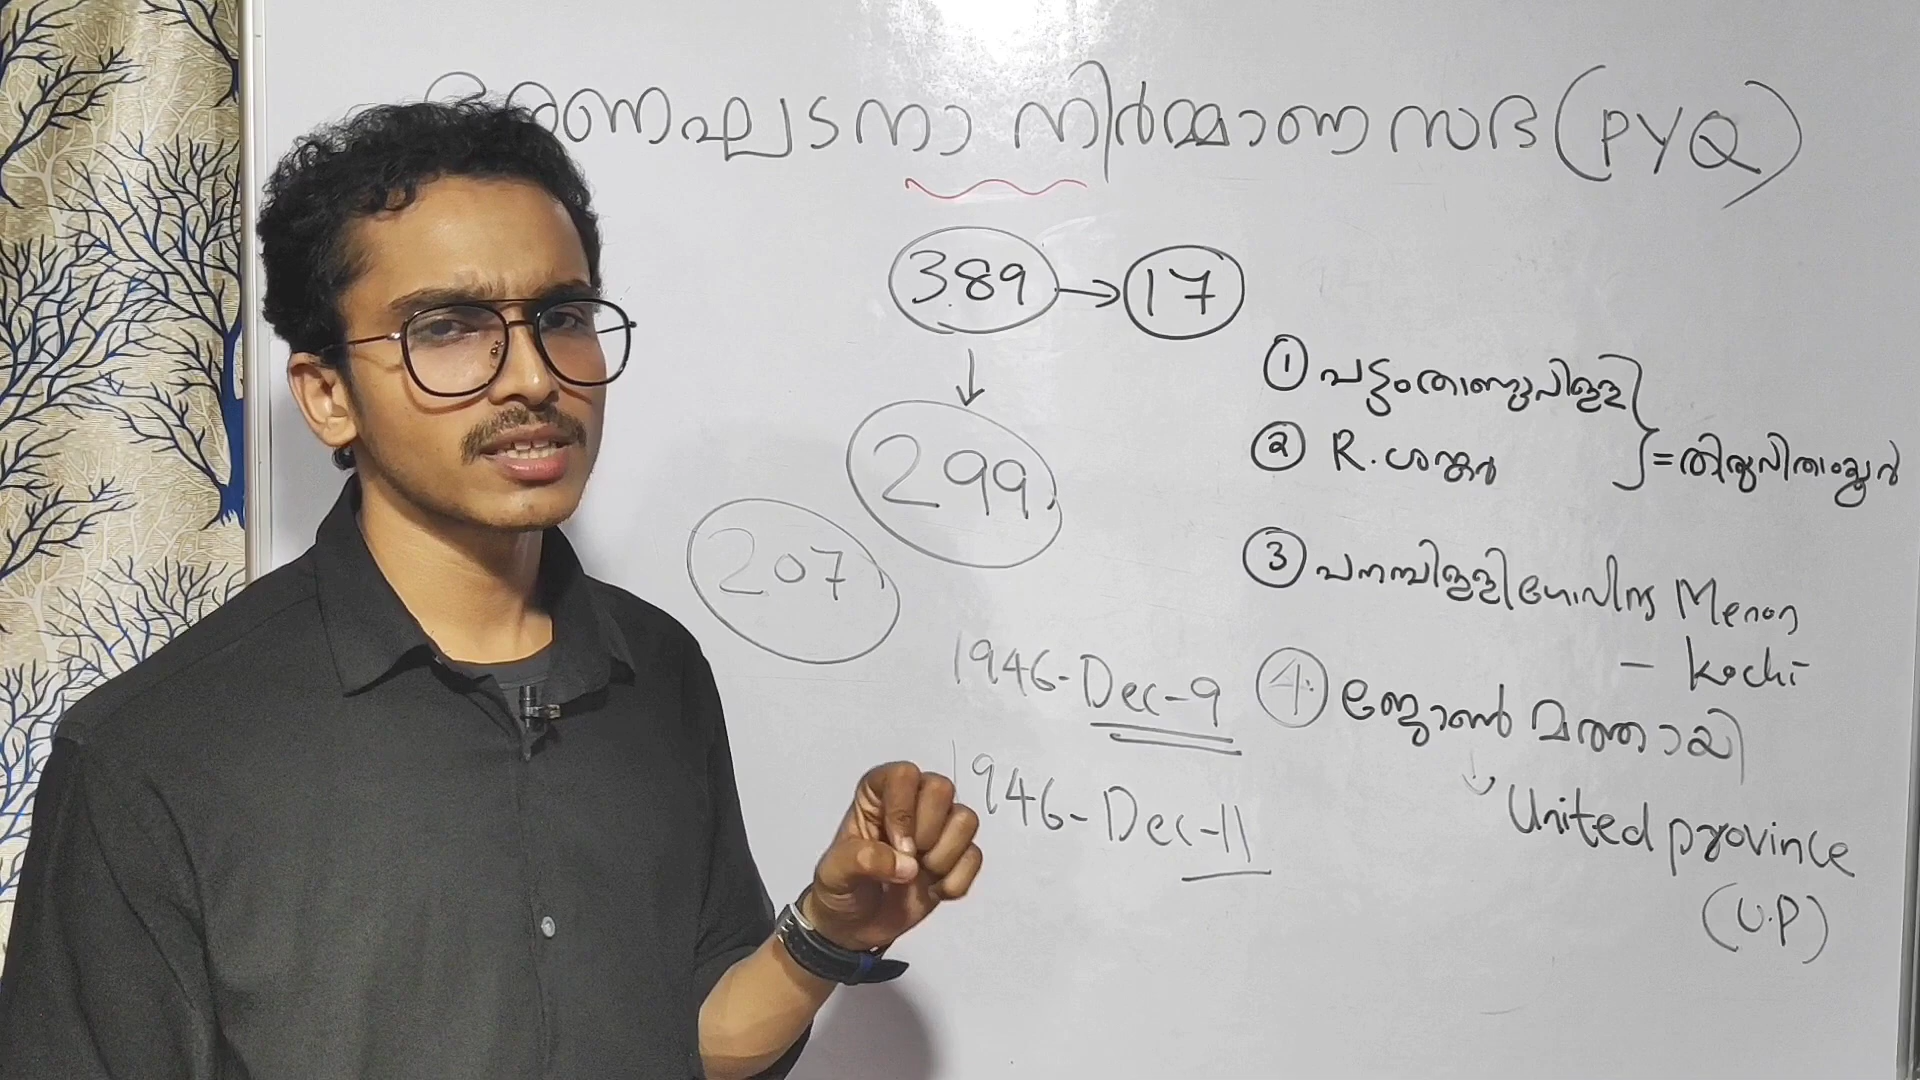 ഭരണഘടനാ നിർമ്മാണ സഭ (PYQ)
389 → 17
299
207
① പട്ടം താണുപിള്ള
② R. ശങ്കർ
= തിരുവിതാംകൂർ
③ പനമ്പിള്ളി ഗോവിന്ദ Menon
– Kochi
1946-Dec-9
④ ജോൺ മത്തായി
1946-Dec-11
United province
(U.P)